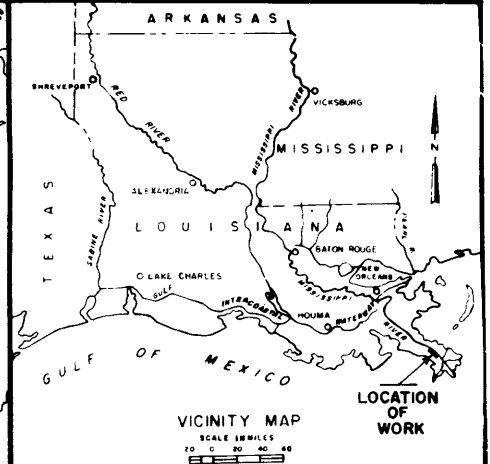 ARKANSAS
SHREVEPORT
RED
RIVER
VICKSBURG
MISSISSIPPI
RIVER
MISSISSIPPI
N
ALEXANDRIA
TEXAS
SABINE RIVER
LOUISIANA
PEARL R
BATON ROUGE
LAKE CHARLES
NEW
ORLEANS
MISSISSIPPI
RIVER
GULF
INTRACOASTAL
WATERWAY
HOUMA
GULF OF MEXICO
LOCATION
OF
WORK
VICINITY MAP
SCALE IN MILES
20 0 20 40 60